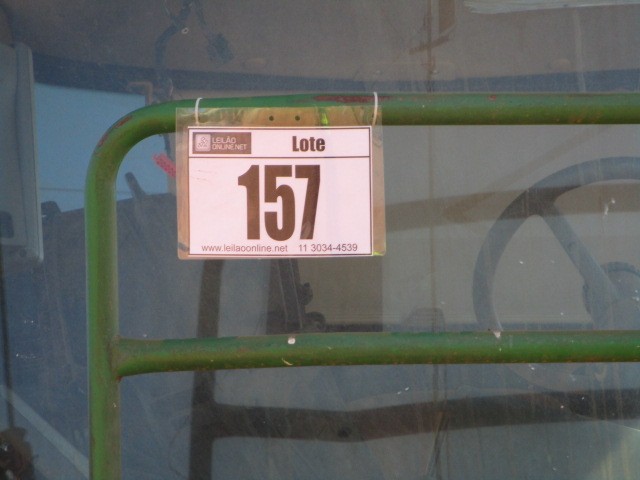 LEILÃO
ONLINE.NET
Lote
157
www.leilaoonline.net 11 3034-4539